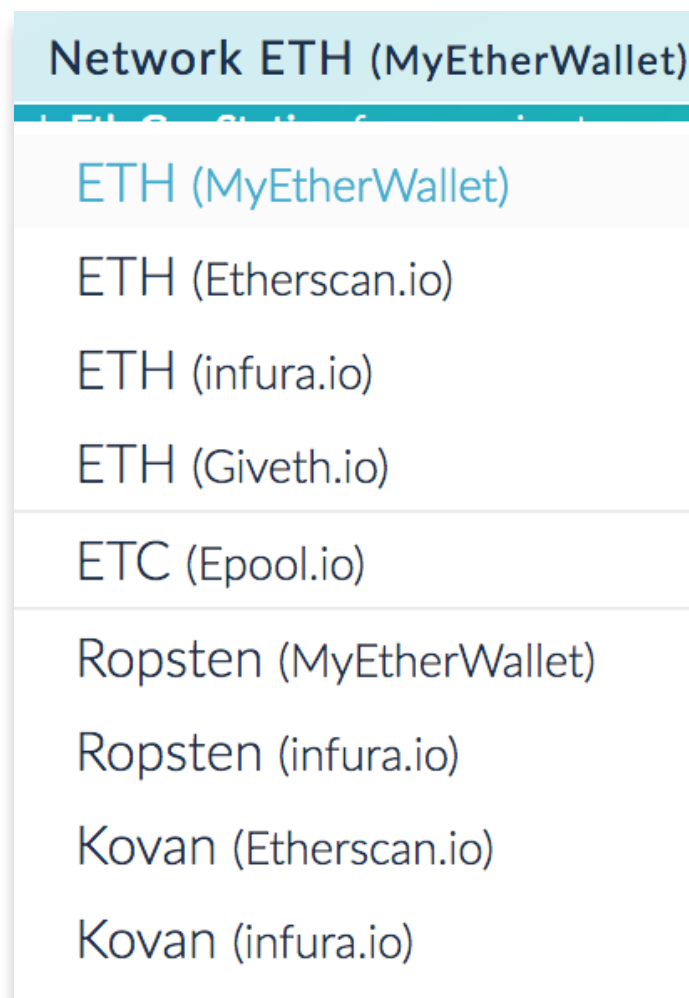 Network ETH (MyEtherWallet)
ETH (MyEtherWallet)
ETH (Etherscan.io)
ETH (infura.io)
ETH (Giveth.io)
ETC (Epool.io)
Ropsten (MyEtherWallet)
Ropsten (infura.io)
Kovan (Etherscan.io)
Kovan (infura.io)